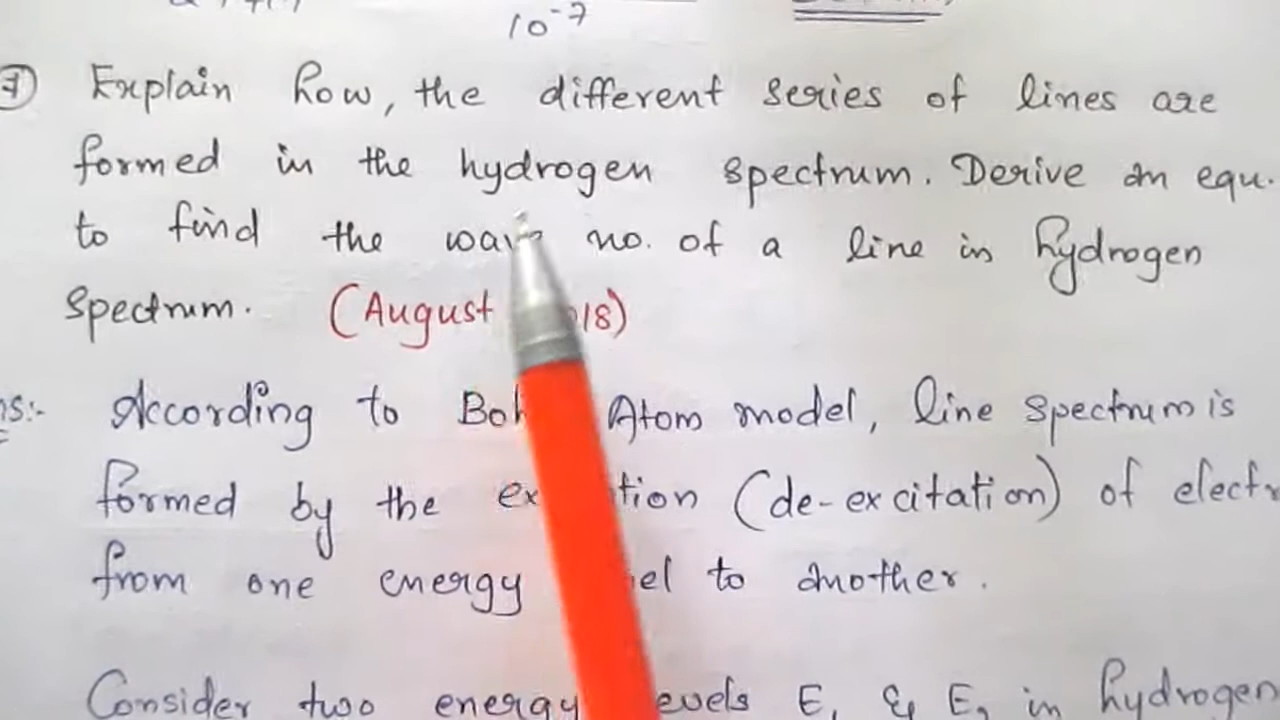 10⁻⁷
7 Explain how, the different series of lines are
formed in the hydrogen spectrum. Derive an equ.
to find the wave no. of a line in hydrogen
Spectrum. (August 18)
According to Atom model, line spectrum is
formed by the (de-excitation) of
from one energy to another.
Consider two energy E₁ & E₂ in hydrogen